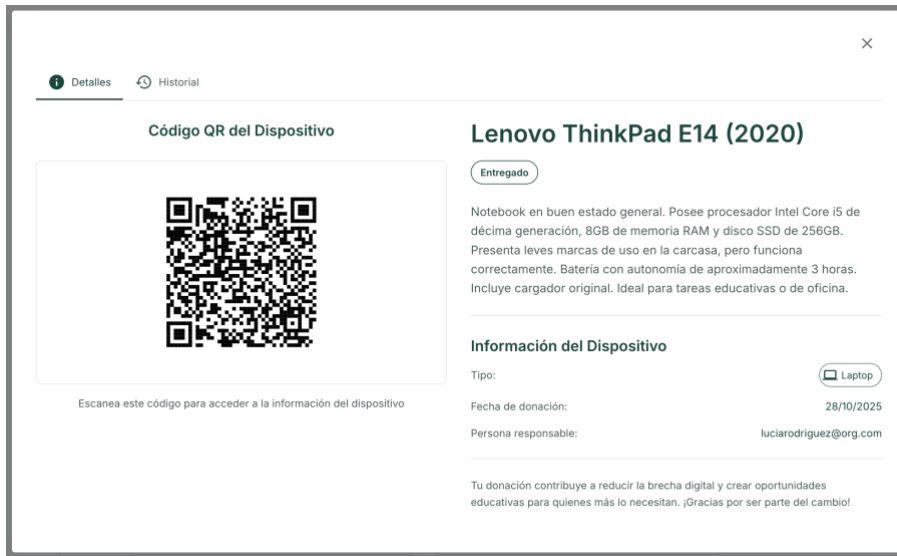 Detalles
Historial
Código QR del Dispositivo
Escanea este código para acceder a la información del dispositivo
Lenovo ThinkPad E14 (2020)
Entregado
Notebook en buen estado general. Posee procesador Intel Core i5 de
décima generación, 8GB de memoria RAM y disco SSD de 256GB.
Presenta leves marcas de uso en la carcasa, pero funciona
correctamente. Batería con autonomía de aproximadamente 3 horas.
Incluye cargador original. Ideal para tareas educativas o de oficina.
Información del Dispositivo
Tipo: Laptop
Fecha de donación: 28/10/2025
Persona responsable: luciarodriguez@org.com
Tu donación contribuye a reducir la brecha digital y crear oportunidades
educativas para quienes más lo necesitan. ¡Gracias por ser parte del cambio!